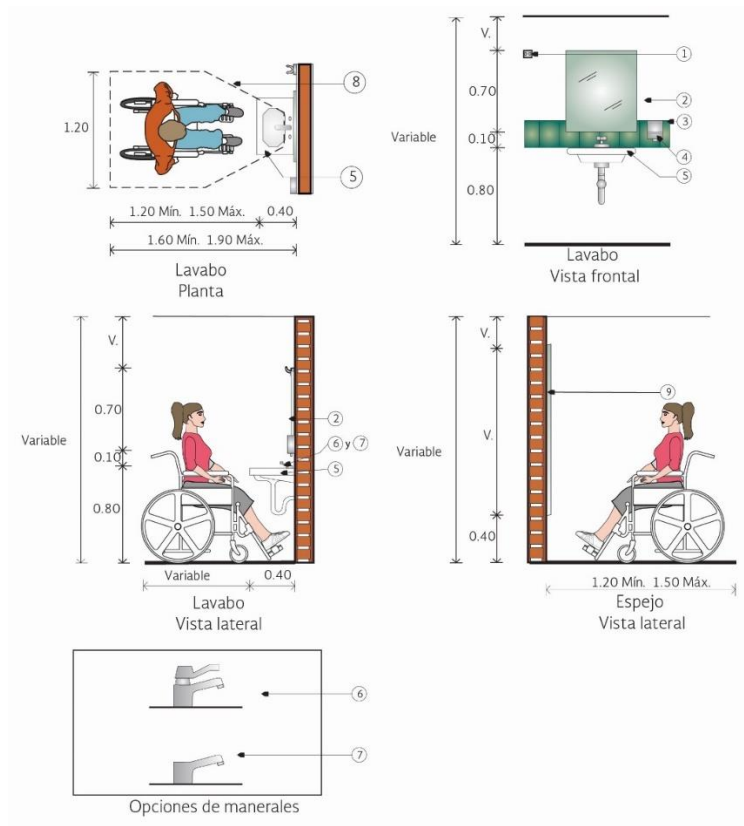 8
1.20
5
1.20 Mín. 1.50 Máx.
0.40
1.60 Mín. 1.90 Máx.
Lavabo
Planta
V.
1
0.70
2
Variable
3
0.10
4
5
0.80
Lavabo
Vista frontal
V.
0.70
2
Variable
6 y 7
0.10
5
0.80
Variable
0.40
Lavabo
Vista lateral
V.
9
V.
Variable
0.40
1.20 Mín. 1.50 Máx.
Espejo
Vista lateral
6
7
Opciones de manerales